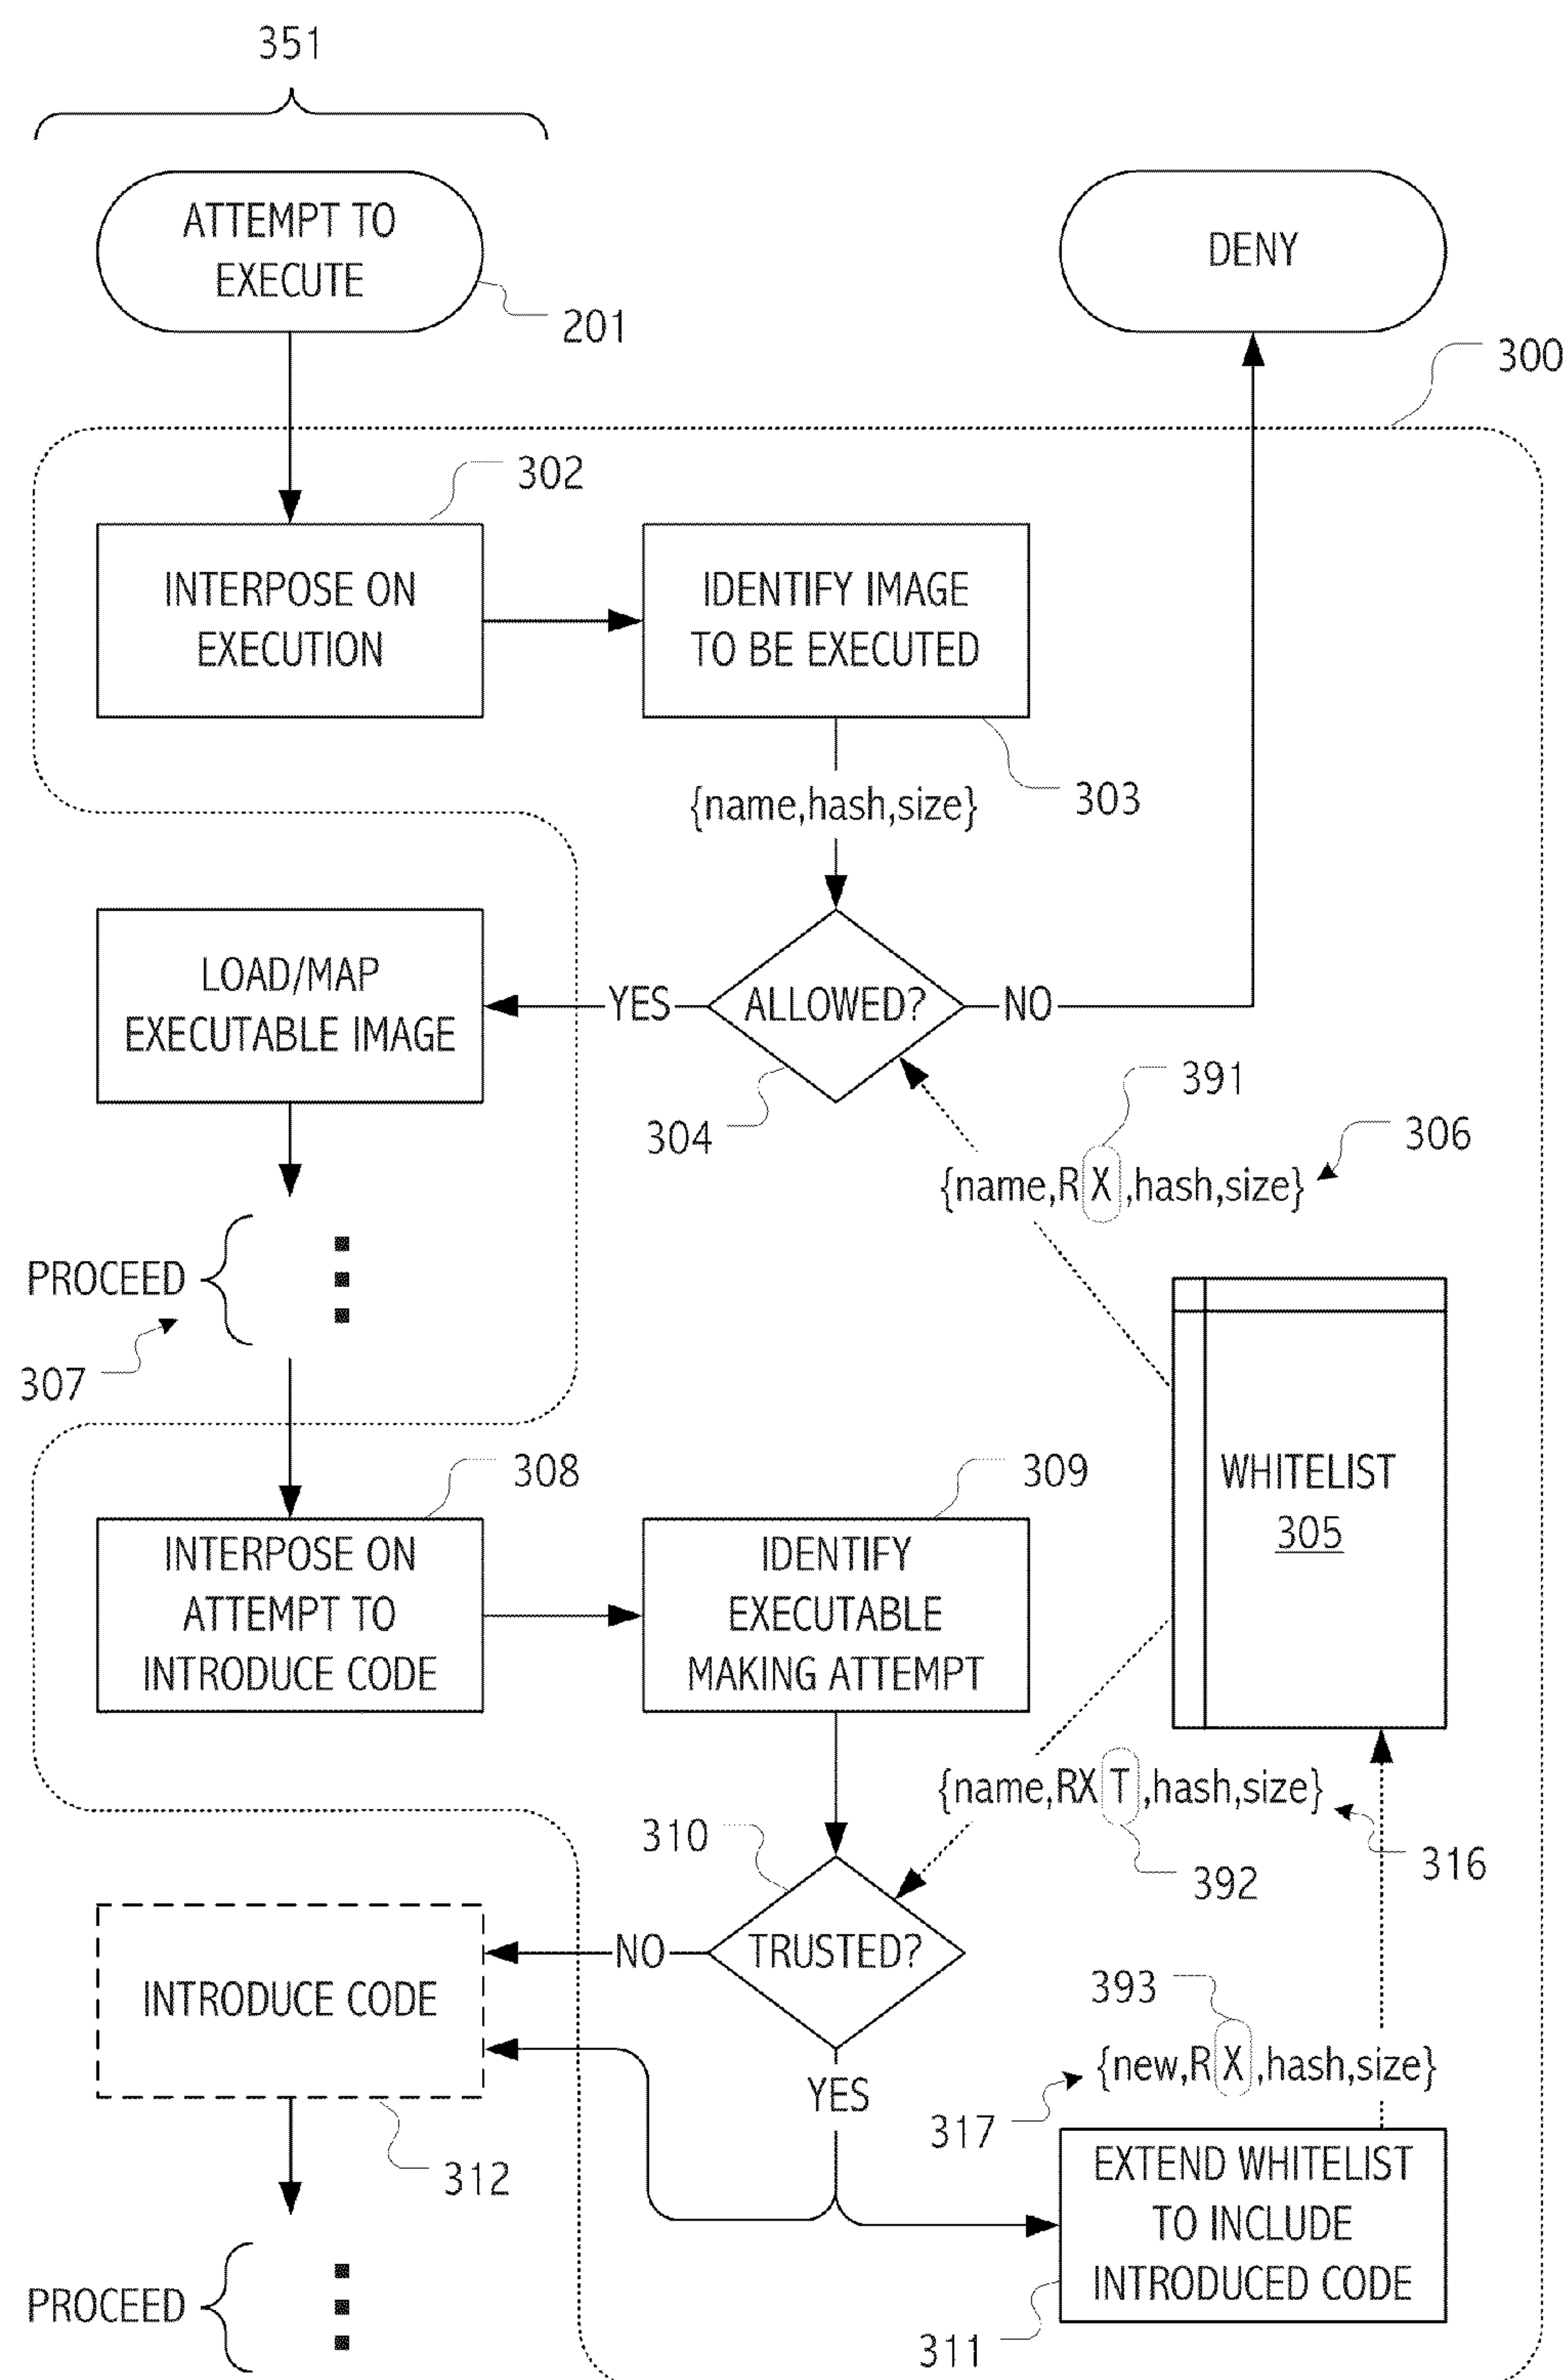 351
ATTEMPT TO
EXECUTE
201
DENY
300
302
INTERPOSE ON
EXECUTION
IDENTIFY IMAGE
TO BE EXECUTED
303
{name,hash,size}
LOAD/MAP
EXECUTABLE IMAGE
YES
ALLOWED?
NO
304
391
306
{name,RX,hash,size}
PROCEED
307
WHITELIST
305
308
309
INTERPOSE ON
ATTEMPT TO
INTRODUCE CODE
IDENTIFY
EXECUTABLE
MAKING ATTEMPT
{name,RXT,hash,size}
316
392
310
NO
TRUSTED?
YES
INTRODUCE CODE
312
393
{new,RX,hash,size}
317
EXTEND WHITELIST
TO INCLUDE
INTRODUCED CODE
311
PROCEED